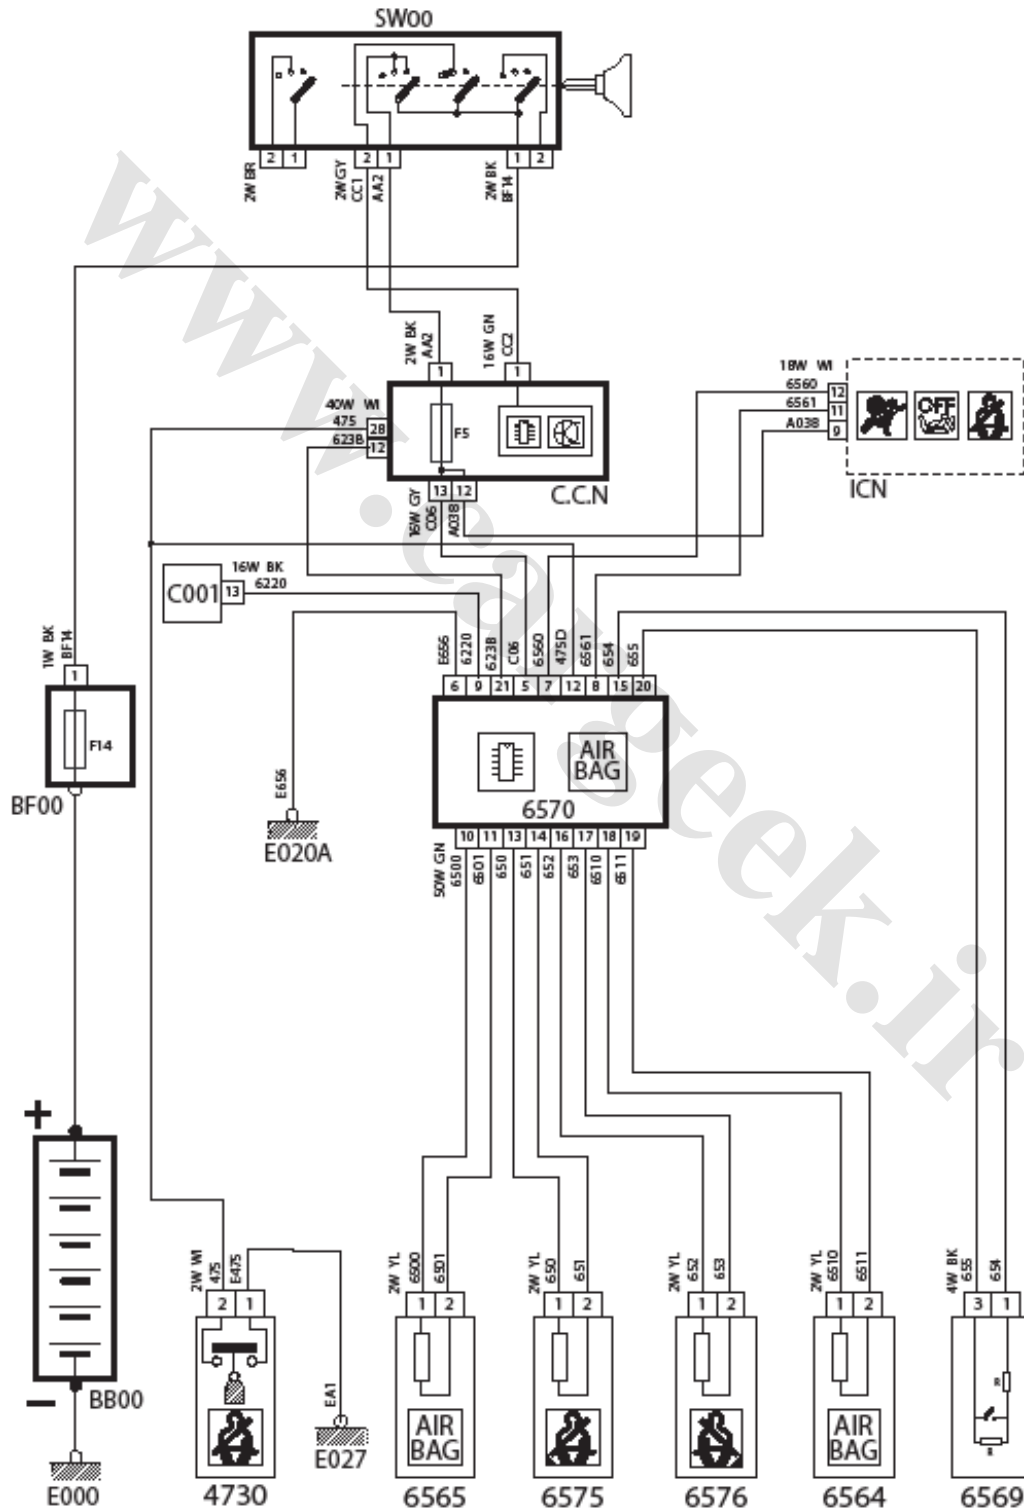 SW00
2 1 2 1 1 2
2W BR
2W GY
CC1
AA2
2W BK
BF14
2W BK
AA2
16W GN
CC2
1 1
40W WI
475
28
623B
12
F5
C.C.N
13 12
16W GY
C06
A03B
18W WI
6560
12
6561
11
A03B
9
OFF
ICN
C001
13
16W BK
6220
1W BK
BF14
1
F14
BF00
E656
E020A
E656
6220
623B
C06
6560
475D
6561
654
655
6 9 21 5 7 12 8 15 20
AIR
BAG
6570
10 11 13 14 16 17 18 19
50W GN
6500
6501
650
651
652
653
6510
6511
+
−
BB00
E000
2W WI
475
E475
2 1
4730
EA1
E027
2W YL
6500
6501
1 2
AIR
BAG
6565
2W YL
650
651
1 2
6575
2W YL
652
653
1 2
6576
2W YL
6510
6511
1 2
AIR
BAG
6564
4W BK
655
654
3 1
6569
www.cargeek.ir